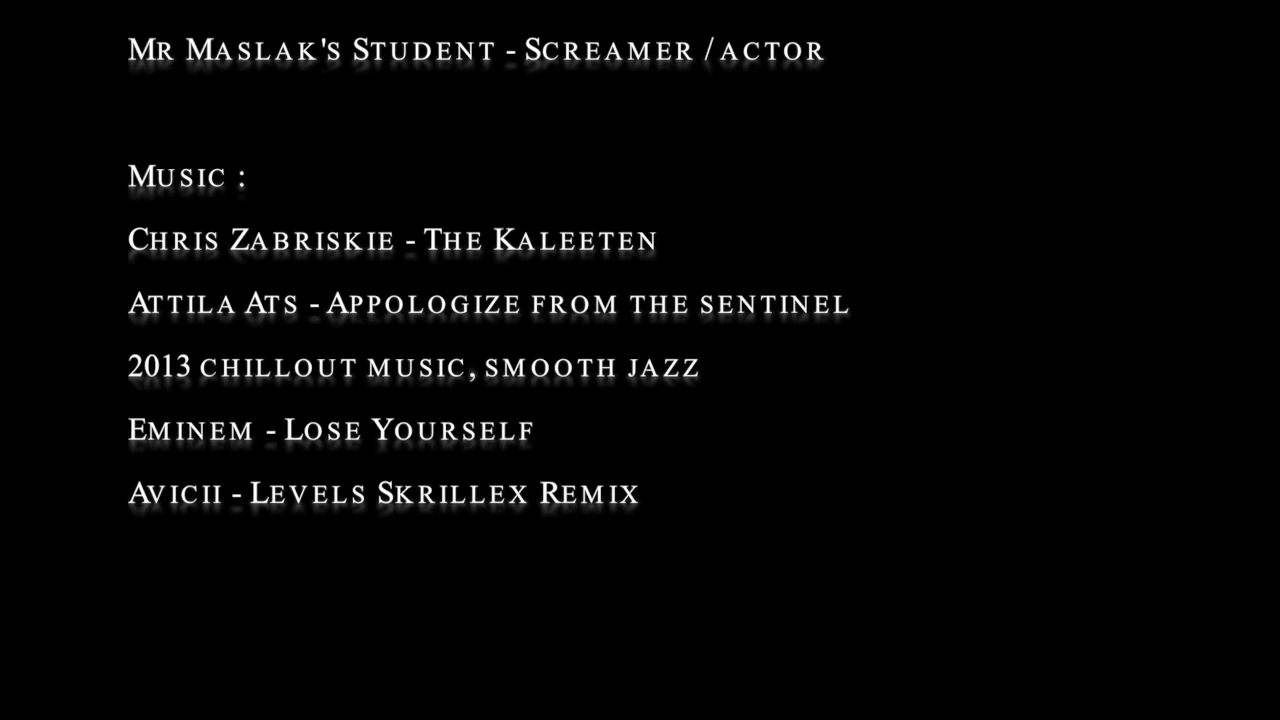 Mr Maslak's Student - Screamer / actor
Music :
Chris Zabriskie - The Kaleeten
Attila Ats - Appologize from the sentinel
2013 chillout music, smooth jazz
Eminem - Lose Yourself
Avicii - Levels Skrillex Remix